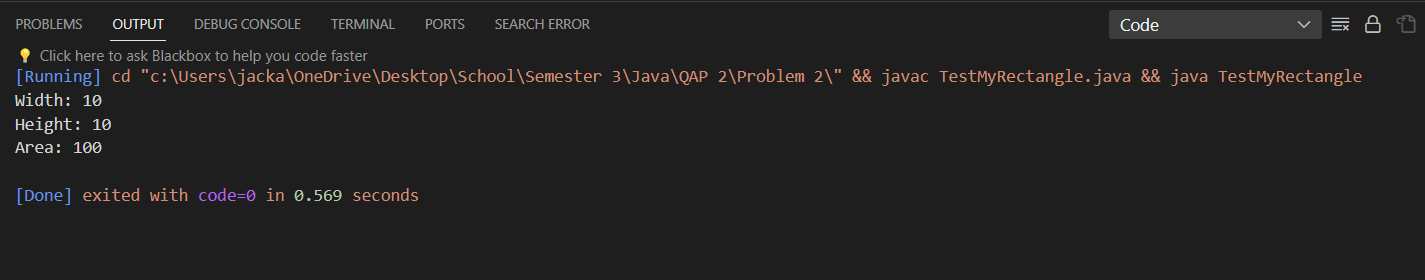 PROBLEMS OUTPUT DEBUG CONSOLE TERMINAL PORTS SEARCH ERROR Code
Click here to ask Blackbox to help you code faster
[Running] cd "c:\Users\jacka\OneDrive\Desktop\School\Semester 3\Java\QAP 2\Problem 2\" && javac TestMyRectangle.java && java TestMyRectangle
Width: 10
Height: 10
Area: 100
[Done] exited with code=0 in 0.569 seconds